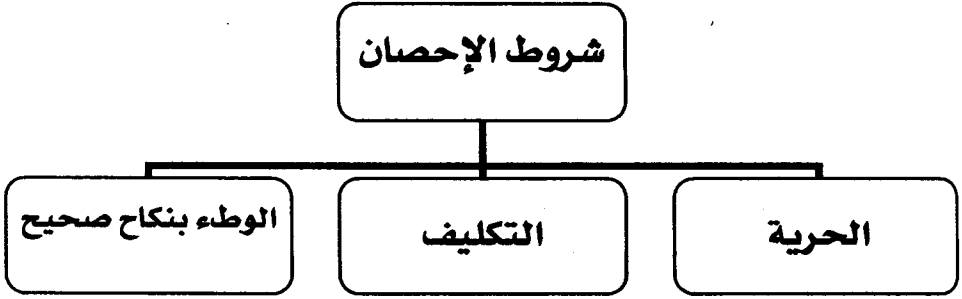 شروط الإحصان
الحرية
التكليف
الوطء بنكاح صحيح